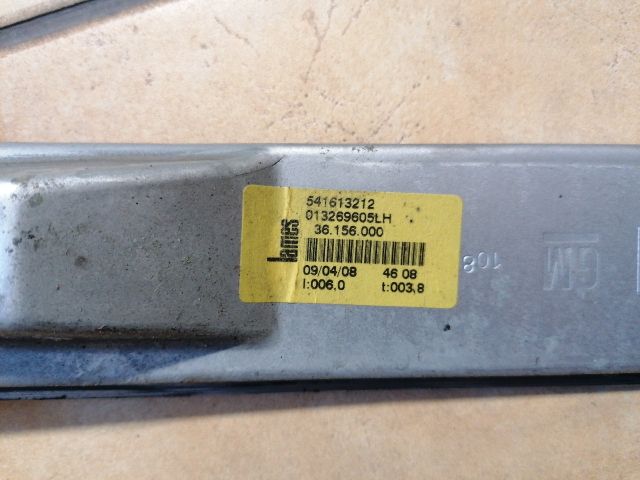 541613212
013269605LH
36.156.000
lames
09/04/08 46 08
I:006,0 t:003,8
108
GM